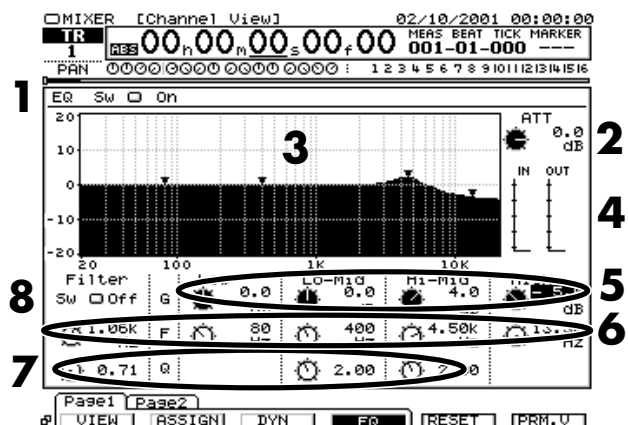 MIXER [Channel View] 02/10/2001 00:00:00
TR 1 ABS 00h00m00s00f00 MEAS BEAT TICK MARKER
001-01-000 ---
PAN 1 2 3 4 5 6 7 8 9 10 11 12 13 14 15 16
1 EQ Sw On
20 3 ATT 2
10 0.0 dB
0 IN OUT
-10 4
-20
20 100 1K 10K
8 Filter Lo-Mid Hi-Mid 5
Sw Off G 0.0 0.0 4.0 dB
1.06k F 80 400 4.50k 6
Hz Hz Hz
7 0.71 Q 2.00
Page1 Page2
VIEW ASSIGN DYN EQ RESET PRM.V